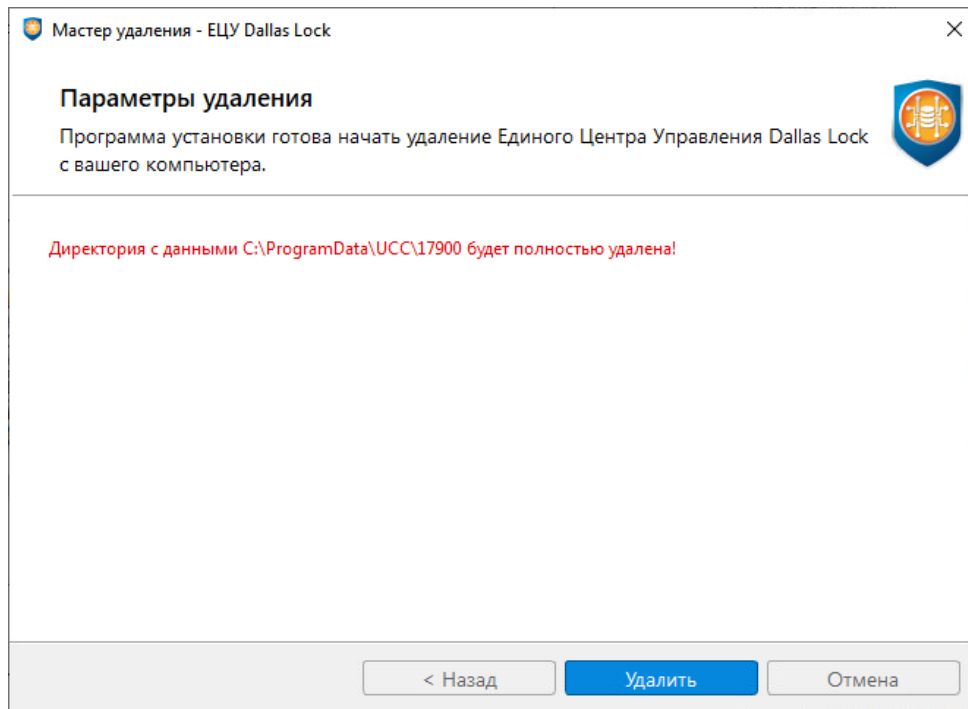 Мастер удаления - ЕЦУ Dallas Lock
Параметры удаления
Программа установки готова начать удаление Единого Центра Управления Dallas Lock
с вашего компьютера.
Директория с данными C:\ProgramData\UCC\17900 будет полностью удалена!
< Назад
Удалить
Отмена